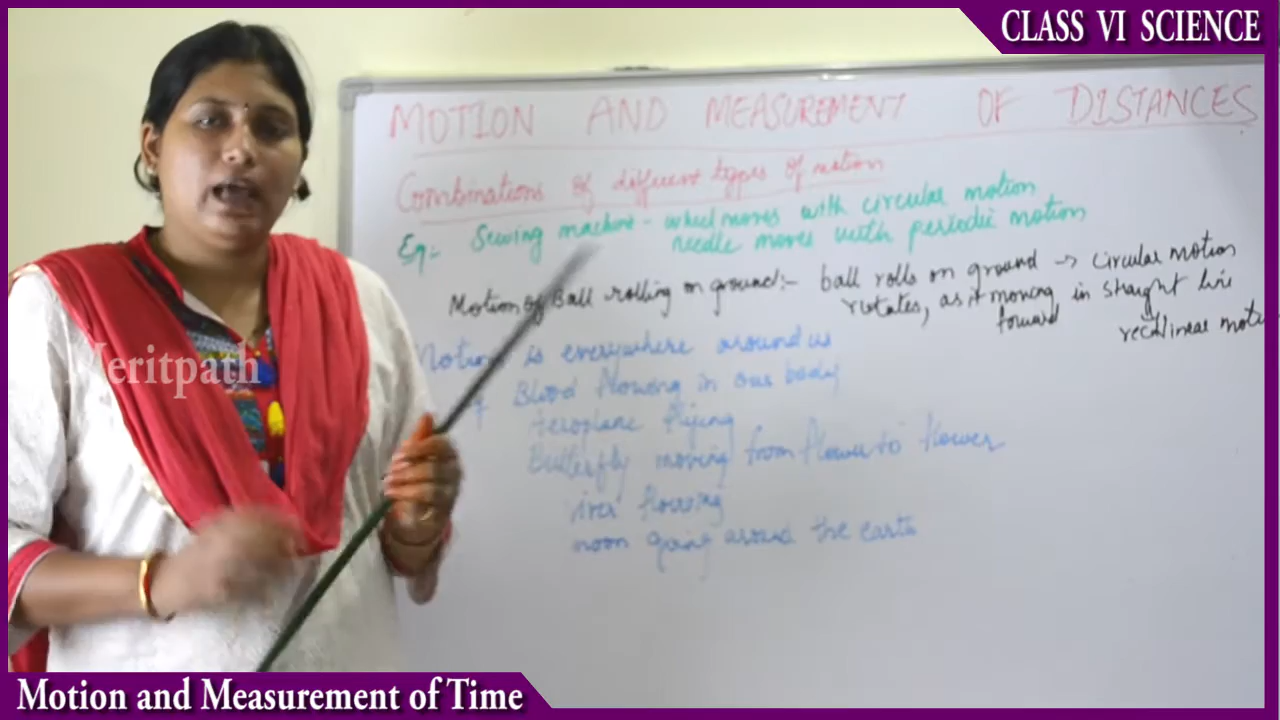 CLASS VI SCIENCE
MOTION AND MEASUREMENT OF DISTANCES
Combinations of different types of motion
Eg:- Sewing machine - wheel moves with circular motion
needle moves with periodic motion
Motion of Ball rolling on ground:- ball rolls on ground -> circular motion
rotates, as it moving in straght line
forward
recalinear motio
Motion is everywhere around us
Blood flowing in our body
Aeroplane flying
Butterfly moving from flower to flower
river flowing
moon going around the earth
Meritpath
Motion and Measurement of Time